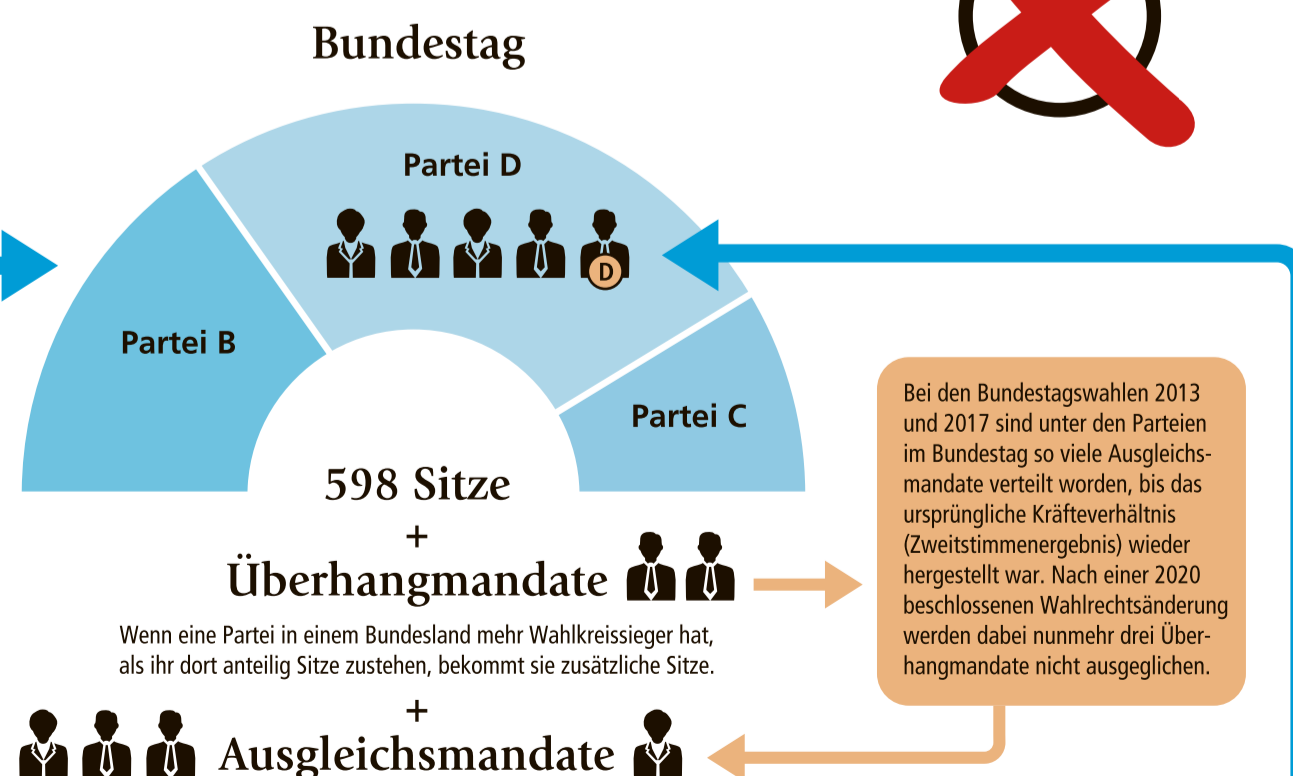 Bundestag
Partei D
D
Partei B
Partei C
598 Sitze
+
Überhangmandate
Wenn eine Partei in einem Bundesland mehr Wahlkreissieger hat,
als ihr dort anteilig Sitze zustehen, bekommt sie zusätzliche Sitze.
+
Ausgleichsmandate
Bei den Bundestagswahlen 2013
und 2017 sind unter den Parteien
im Bundestag so viele Ausgleichs-
mandate verteilt worden, bis das
ursprüngliche Kräfteverhältnis
(Zweitstimmenergebnis) wieder
hergestellt war. Nach einer 2020
beschlossenen Wahlrechtsänderung
werden dabei nunmehr drei Über-
hangmandate nicht ausgeglichen.